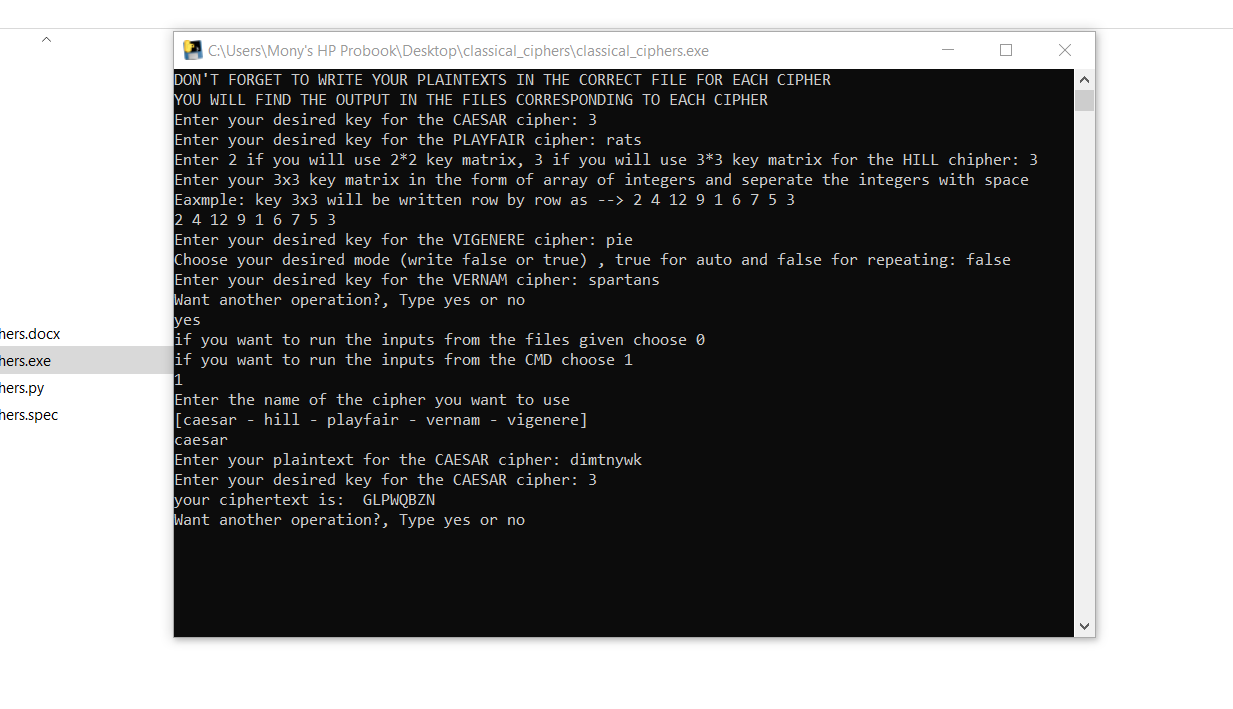 C:\Users\Mony's HP Probook\Desktop\classical_ciphers\classical_ciphers.exe
DON'T FORGET TO WRITE YOUR PLAINTEXTS IN THE CORRECT FILE FOR EACH CIPHER
YOU WILL FIND THE OUTPUT IN THE FILES CORRESPONDING TO EACH CIPHER
Enter your desired key for the CAESAR cipher: 3
Enter your desired key for the PLAYFAIR cipher: rats
Enter 2 if you will use 2*2 key matrix, 3 if you will use 3*3 key matrix for the HILL chipher: 3
Enter your 3x3 key matrix in the form of array of integers and seperate the integers with space
Eaxmple: key 3x3 will be written row by row as --> 2 4 12 9 1 6 7 5 3
2 4 12 9 1 6 7 5 3
Enter your desired key for the VIGENERE cipher: pie
Choose your desired mode (write false or true) , true for auto and false for repeating: false
Enter your desired key for the VERNAM cipher: spartans
Want another operation?, Type yes or no
yes
if you want to run the inputs from the files given choose 0
if you want to run the inputs from the CMD choose 1
1
Enter the name of the cipher you want to use
[caesar - hill - playfair - vernam - vigenere]
caesar
Enter your plaintext for the CAESAR cipher: dimtnywk
Enter your desired key for the CAESAR cipher: 3
your ciphertext is:  GLPWQBZN
Want another operation?, Type yes or no
hers.docx
hers.exe
hers.py
hers.spec